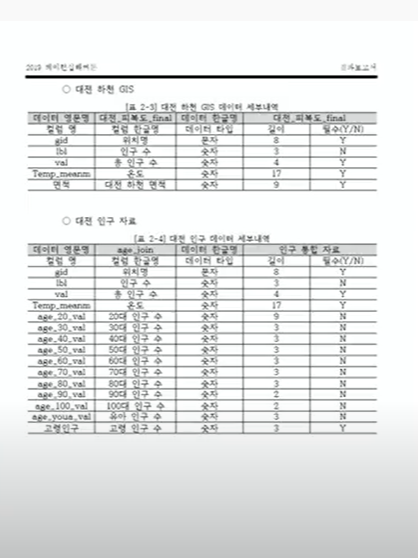 ○ 대전 하천 GIS
[표 2-3] 대전 하천 GIS 데이터 세부내역
데이터 영문명 대전_피복도_final 데이터 한글명 대전_피복도_final
컬럼 명 컬럼 한글명 데이터 타입 길이 필수(Y/N)
gid 위치명 문자 8 Y
lbl 인구 수 숫자 3 N
val 총 인구 수 숫자 4 Y
Temp_meanm 온도 숫자 17 Y
면적 대전 하천 면적 숫자 9 Y
○ 대전 인구 자료
[표 2-4] 대전 인구 데이터 세부내역
데이터 영문명 age_join 데이터 한글명 인구 통합 자료
컬럼 명 컬럼 한글명 데이터 타입 길이 필수(Y/N)
gid 위치명 문자 8 Y
lbl 인구 수 숫자 3 N
val 총 인구 수 숫자 4 Y
Temp_meanm 온도 숫자 17 Y
age_20_val 20대 인구 수 숫자 9 N
age_30_val 30대 인구 수 숫자 3 N
age_40_val 40대 인구 수 숫자 3 N
age_50_val 50대 인구 수 숫자 3 N
age_60_val 60대 인구 수 숫자 3 N
age_70_val 70대 인구 수 숫자 3 N
age_80_val 80대 인구 수 숫자 3 N
age_90_val 90대 인구 수 숫자 2 N
age_100_val 100대 인구 수 숫자 2 N
age_youa_val 유아 인구 수 숫자 3 N
고령인구 고령 인구 수 숫자 3 Y